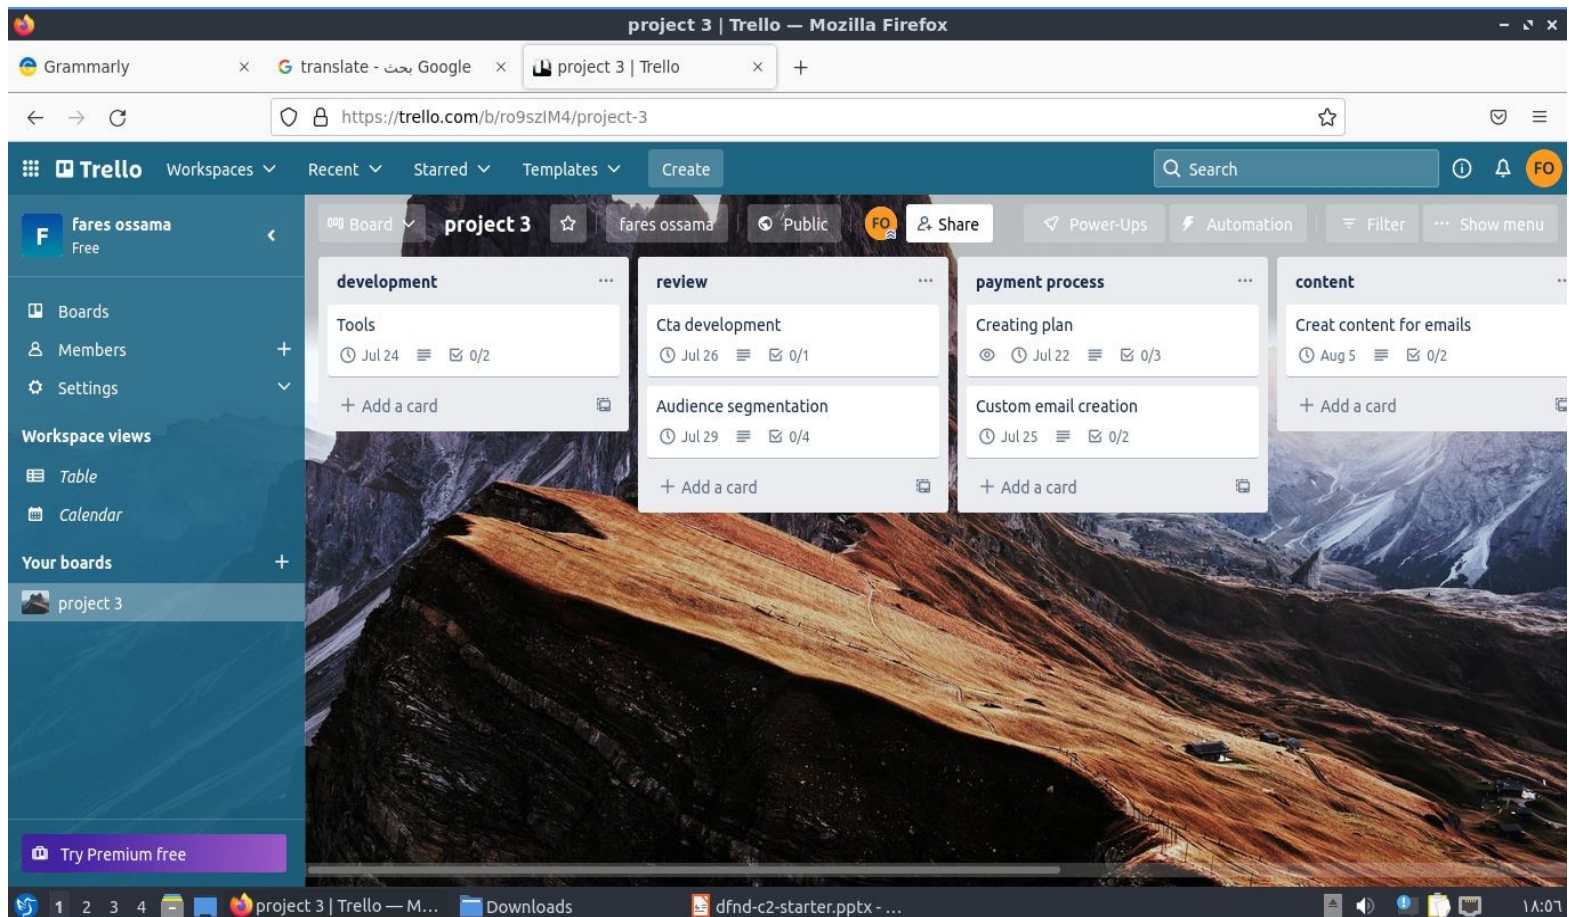 project 3 | Trello — Mozilla Firefox
Grammarly
translate - بحث Google
project 3 | Trello
https://trello.com/b/ro9szIM4/project-3
Trello Workspaces Recent Starred Templates Create Search FO
F fares ossama
Free
Board project 3 fares ossama Public FO Share Power-Ups Automation Filter Show menu
Boards
Members
Settings
Workspace views
Table
Calendar
Your boards
project 3
Try Premium free
development
Tools
Jul 24 0/2
Add a card
review
Cta development
Jul 26 0/1
Audience segmentation
Jul 29 0/4
Add a card
payment process
Creating plan
Jul 22 0/3
Custom email creation
Jul 25 0/2
Add a card
content
Creat content for emails
Aug 5 0/2
Add a card
1 2 3 4 project 3 | Trello — M... Downloads dfnd-c2-starter.pptx - ... ١٨:٥٦